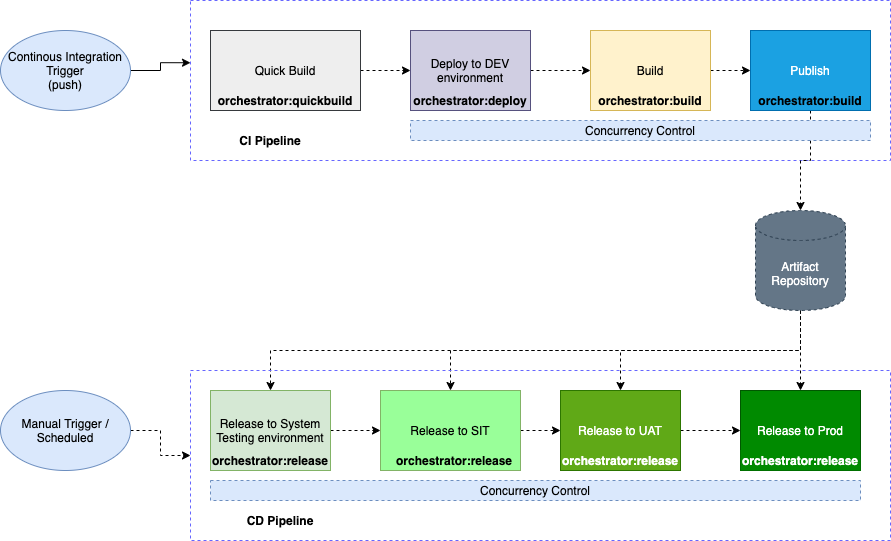 Continous Integration
Trigger
(push)
Quick Build
orchestrator:quickbuild
Deploy to DEV
environment
orchestrator:deploy
Build
orchestrator:build
Publish
orchestrator:build
Concurrency Control
CI Pipeline
Artifact
Repository
Manual Trigger /
Scheduled
Release to System
Testing environment
orchestrator:release
Release to SIT
orchestrator:release
Release to UAT
orchestrator:release
Release to Prod
orchestrator:release
Concurrency Control
CD Pipeline